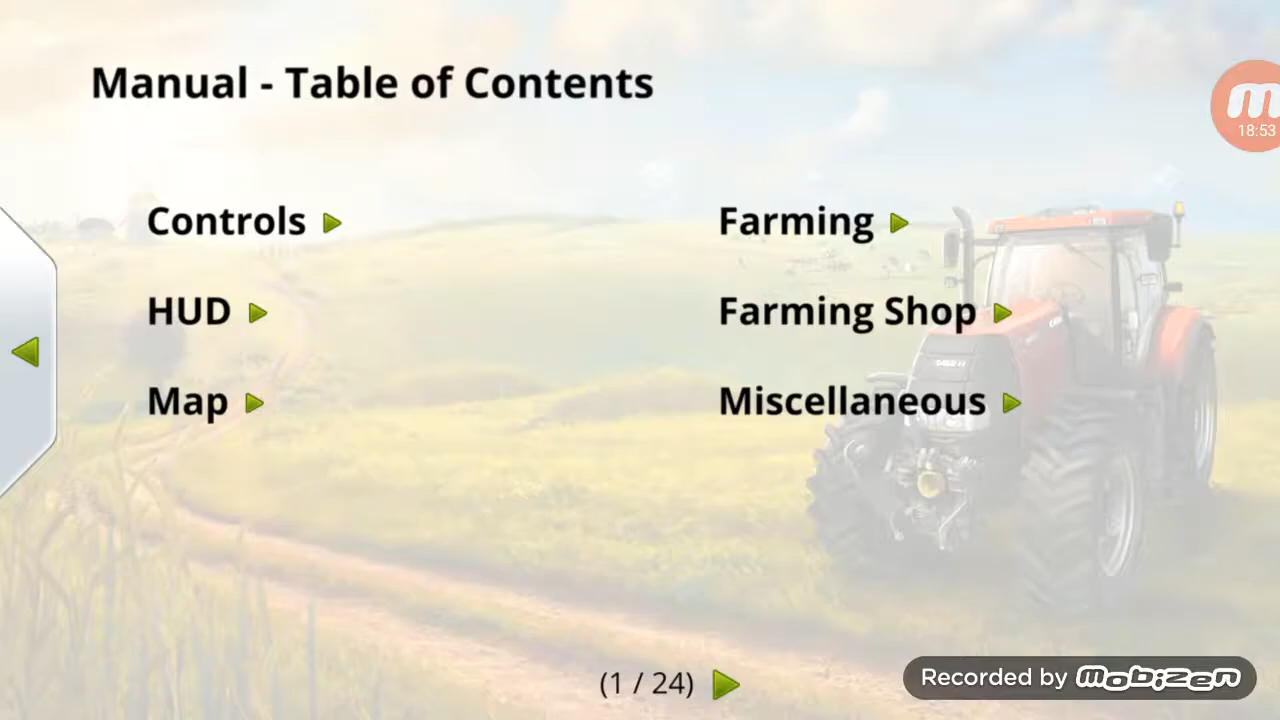 Manual - Table of Contents
18:53
Controls
Farming
HUD
Farming Shop
Map
Miscellaneous
(1 / 24)
Recorded by mobizen